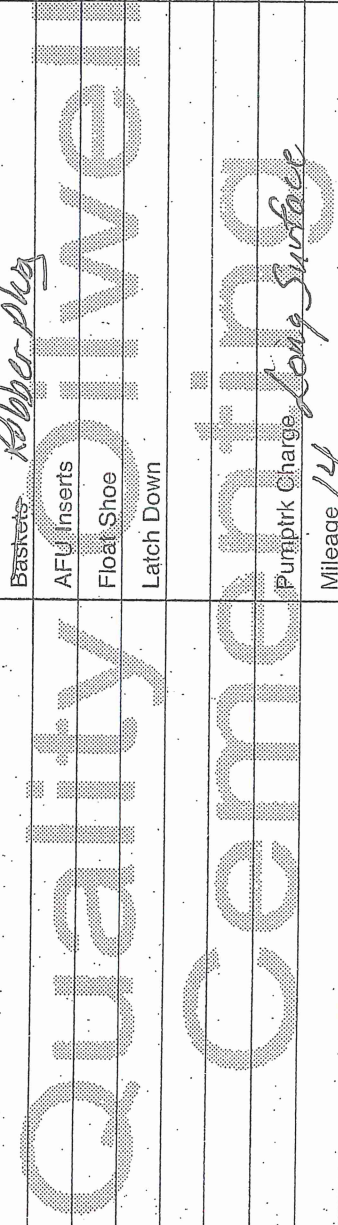 Baskets Rubber plug
AFU Inserts
Float Shoe
Latch Down
Quality Oilwell
Cementing
Pumptrk Charge Long Surface
Mileage 14